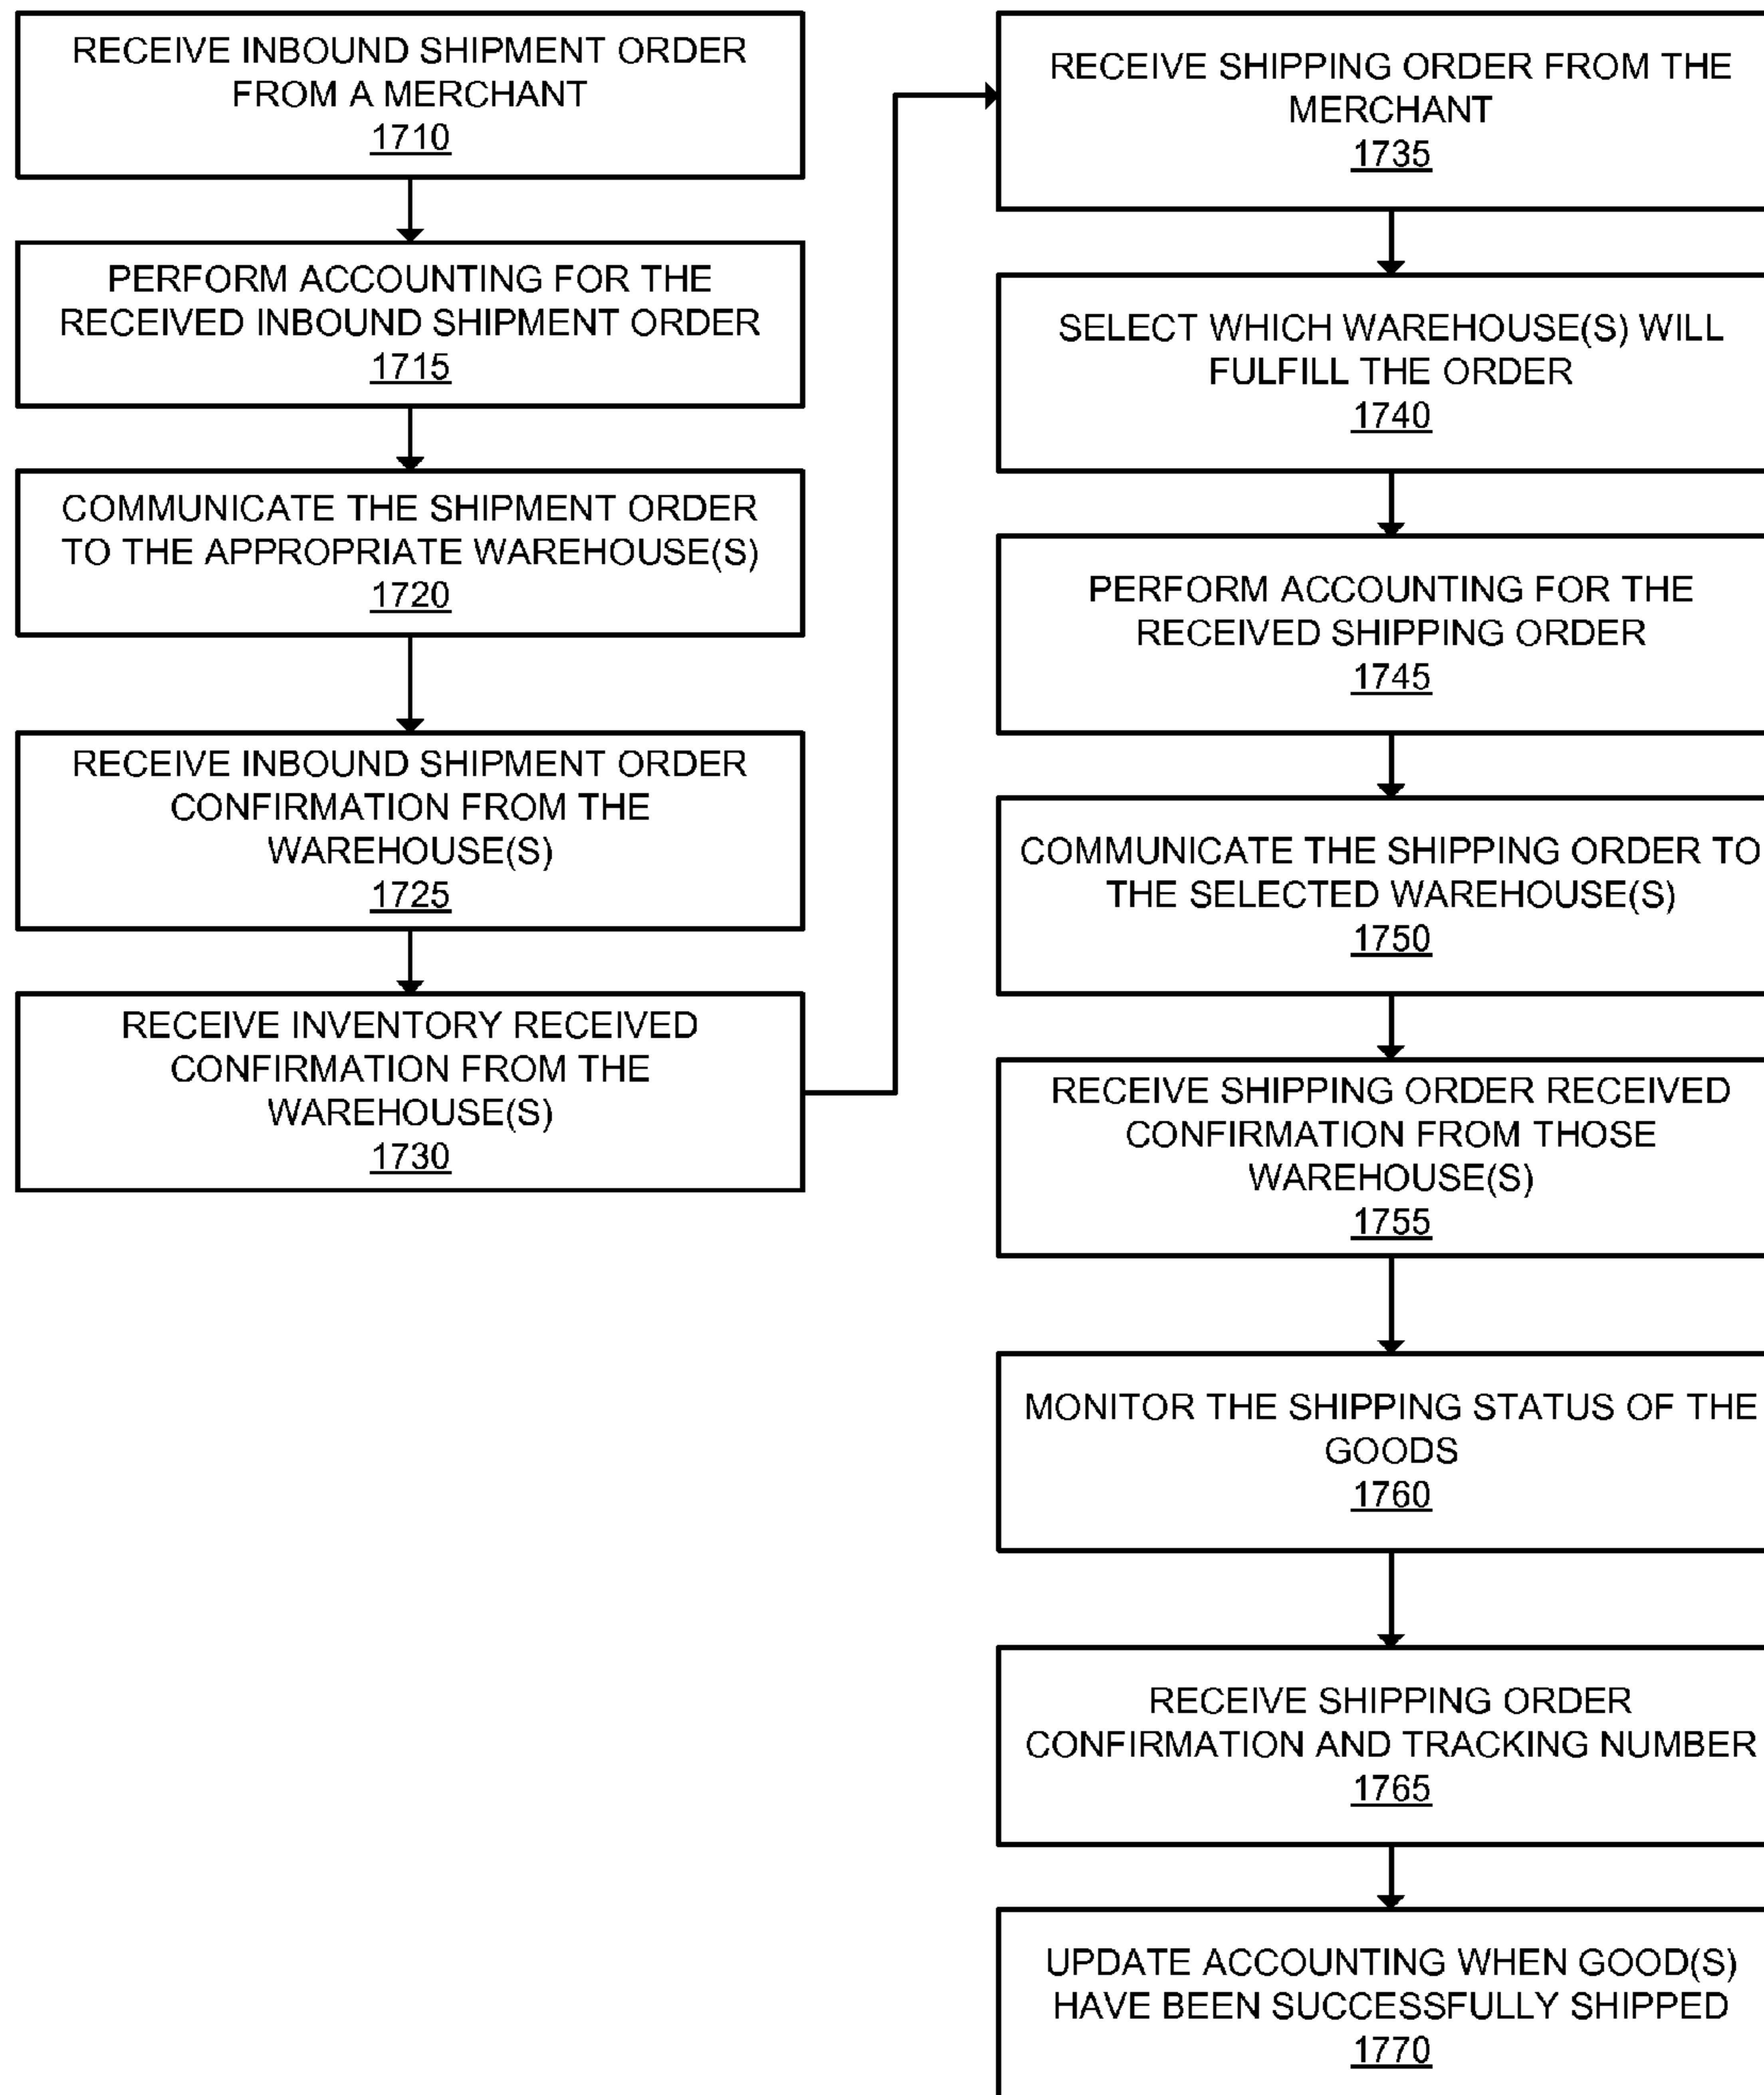 RECEIVE INBOUND SHIPMENT ORDER
FROM A MERCHANT
1710
PERFORM ACCOUNTING FOR THE
RECEIVED INBOUND SHIPMENT ORDER
1715
COMMUNICATE THE SHIPMENT ORDER
TO THE APPROPRIATE WAREHOUSE(S)
1720
RECEIVE INBOUND SHIPMENT ORDER
CONFIRMATION FROM THE
WAREHOUSE(S)
1725
RECEIVE INVENTORY RECEIVED
CONFIRMATION FROM THE
WAREHOUSE(S)
1730
RECEIVE SHIPPING ORDER FROM THE
MERCHANT
1735
SELECT WHICH WAREHOUSE(S) WILL
FULFILL THE ORDER
1740
PERFORM ACCOUNTING FOR THE
RECEIVED SHIPPING ORDER
1745
COMMUNICATE THE SHIPPING ORDER TO
THE SELECTED WAREHOUSE(S)
1750
RECEIVE SHIPPING ORDER RECEIVED
CONFIRMATION FROM THOSE
WAREHOUSE(S)
1755
MONITOR THE SHIPPING STATUS OF THE
GOODS
1760
RECEIVE SHIPPING ORDER
CONFIRMATION AND TRACKING NUMBER
1765
UPDATE ACCOUNTING WHEN GOOD(S)
HAVE BEEN SUCCESSFULLY SHIPPED
1770